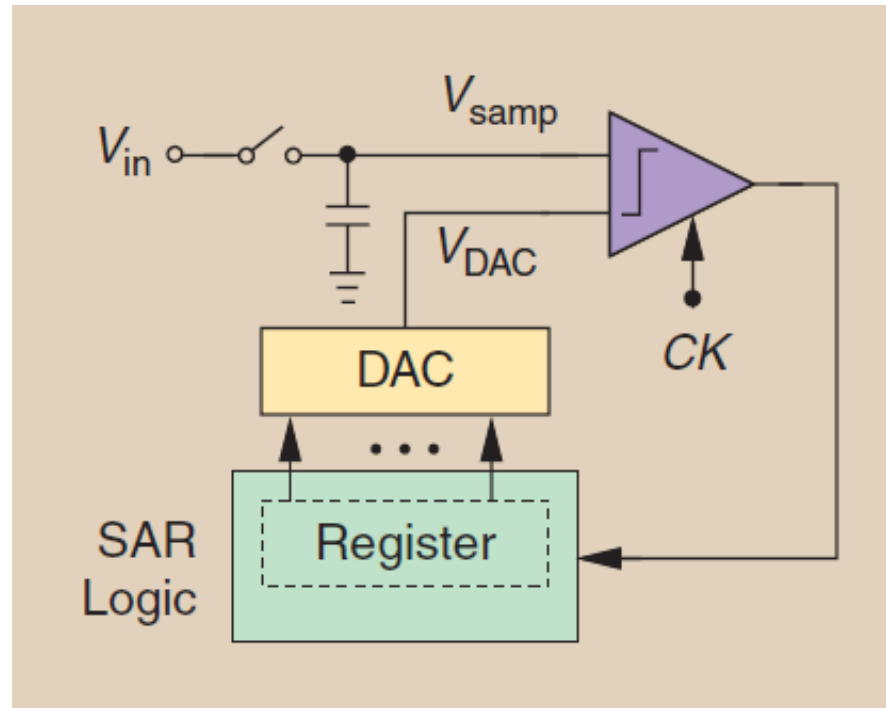 V_samp
V_in
V_DAC
CK
DAC
Register
SAR
Logic